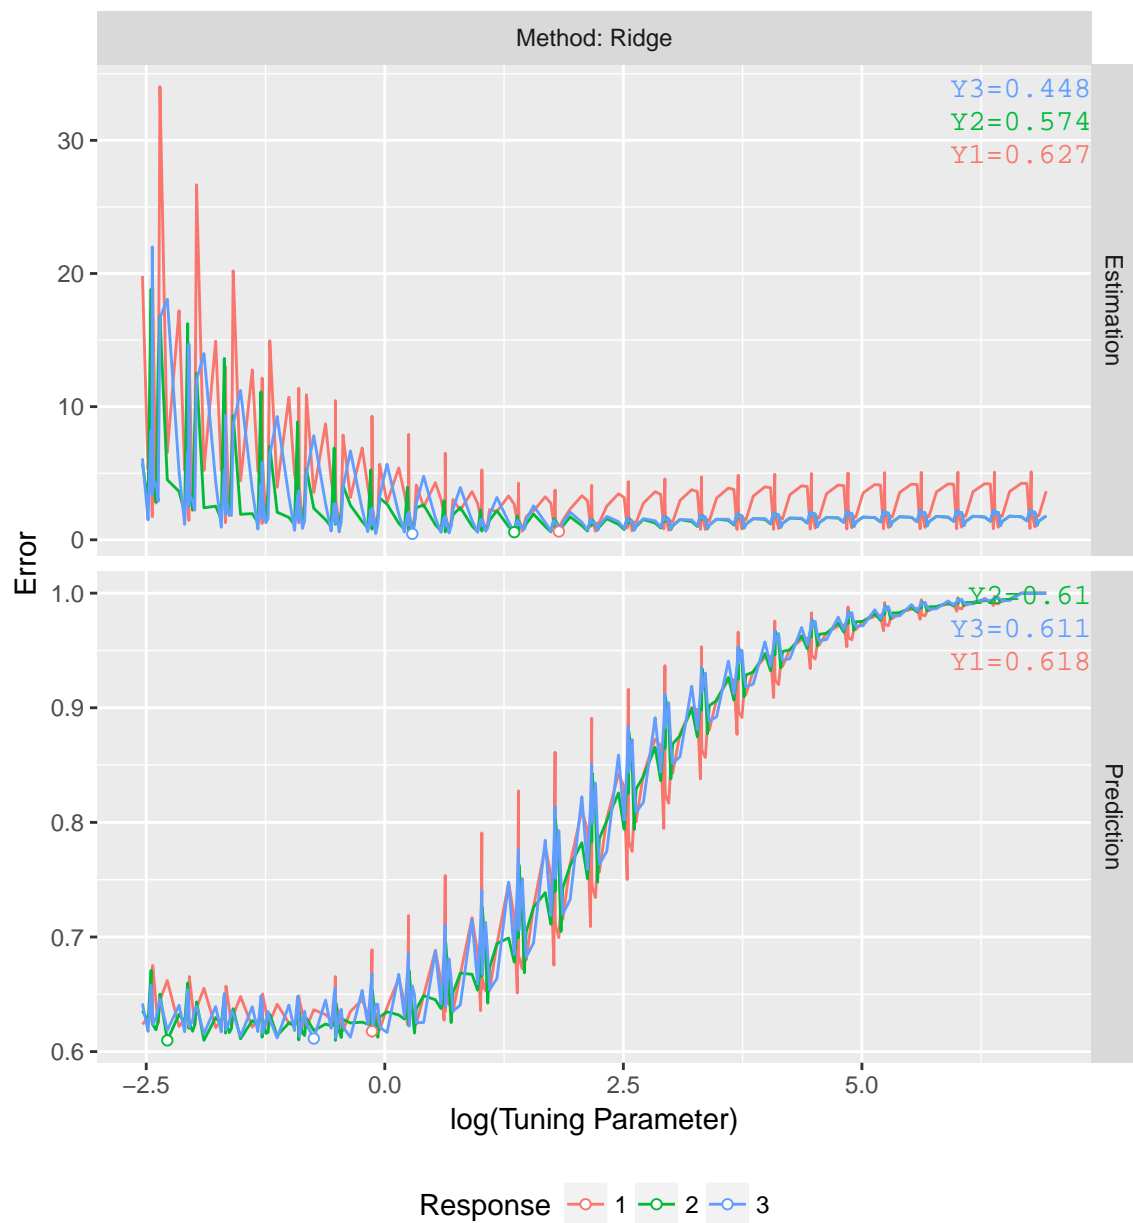 Method: Ridge
Y3=0.448
Y2=0.574
Y1=0.627
30
20
10
0
Estimation
Error
Y2=0.61
Y3=0.611
Y1=0.618
1.0
0.9
0.8
0.7
0.6
Prediction
−2.5 0.0 2.5 5.0
log(Tuning Parameter)
Response 1 2 3